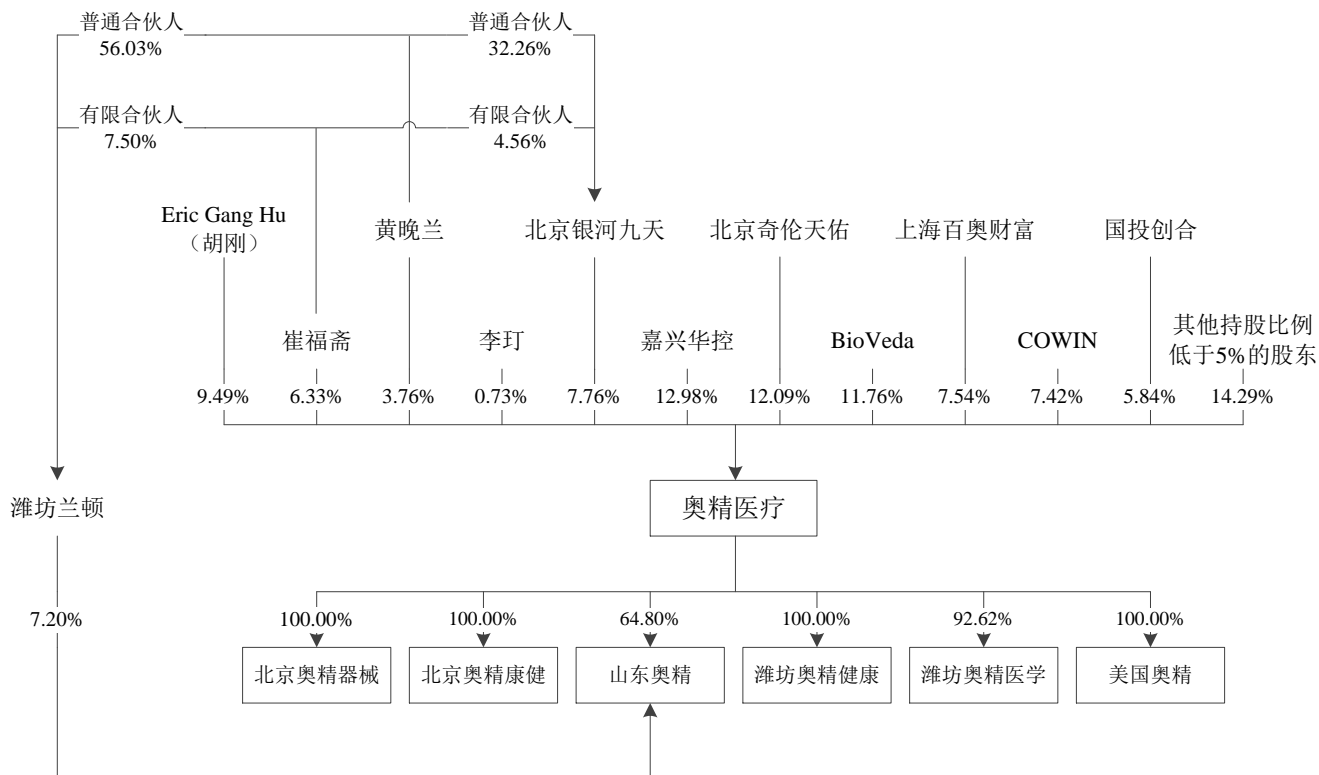 普通合伙人
56.03%
普通合伙人
32.26%
有限合伙人
7.50%
有限合伙人
4.56%
Eric Gang Hu
（胡刚）
黄晚兰
北京银河九天
北京奇伦天佑
上海百奥财富
国投创合
崔福斋
李玎
嘉兴华控
BioVeda
COWIN
其他持股比例
低于5%的股东
9.49%
6.33%
3.76%
0.73%
7.76%
12.98%
12.09%
11.76%
7.54%
7.42%
5.84%
14.29%
潍坊兰顿
奥精医疗
7.20%
100.00%
100.00%
64.80%
100.00%
92.62%
100.00%
北京奥精器械
北京奥精康健
山东奥精
潍坊奥精健康
潍坊奥精医学
美国奥精